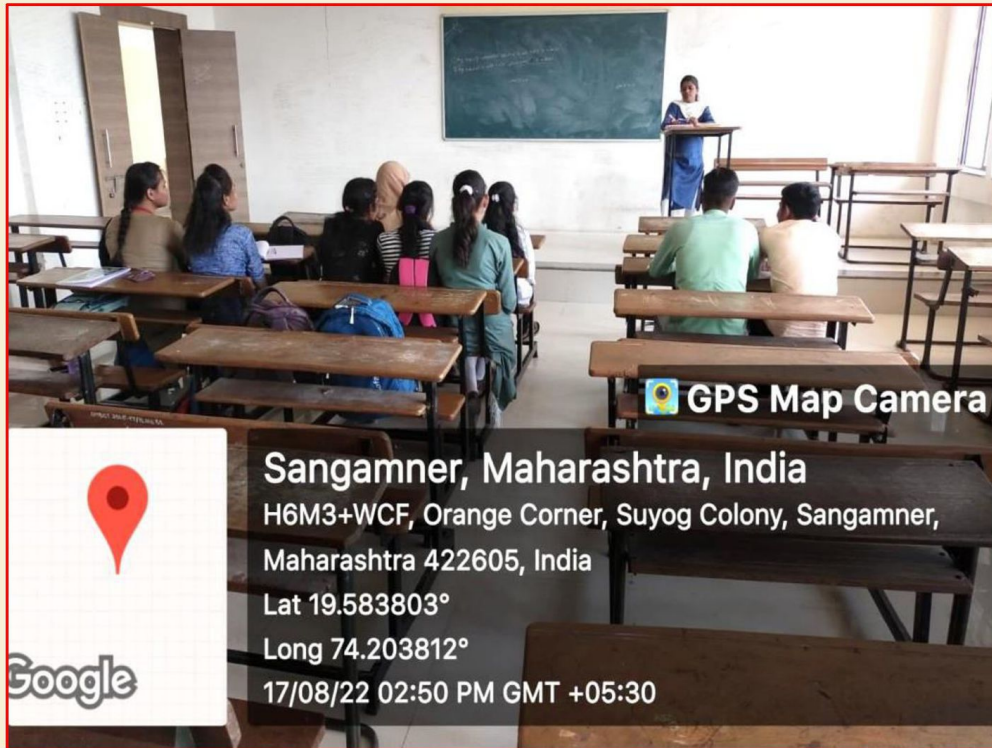 GPS Map Camera
Sangamner, Maharashtra, India
H6M3+WCF, Orange Corner, Suyog Colony, Sangamner,
Maharashtra 422605, India
Lat 19.583803°
Long 74.203812°
17/08/22 02:50 PM GMT +05:30
Google